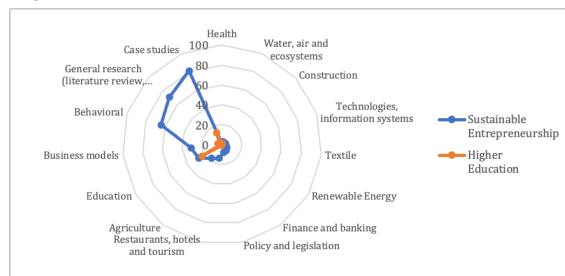 Health
Water, air and
ecosystems
Construction
Technologies,
information systems
Textile
Renewable Energy
Finance and banking
Policy and legislation
Restaurants, hotels
and tourism
Agriculture
Education
Business models
Behavioral
General research
(literature review,...
Case studies
100
80
60
40
20
0
Sustainable
Entrepreneurship
Higher
Education